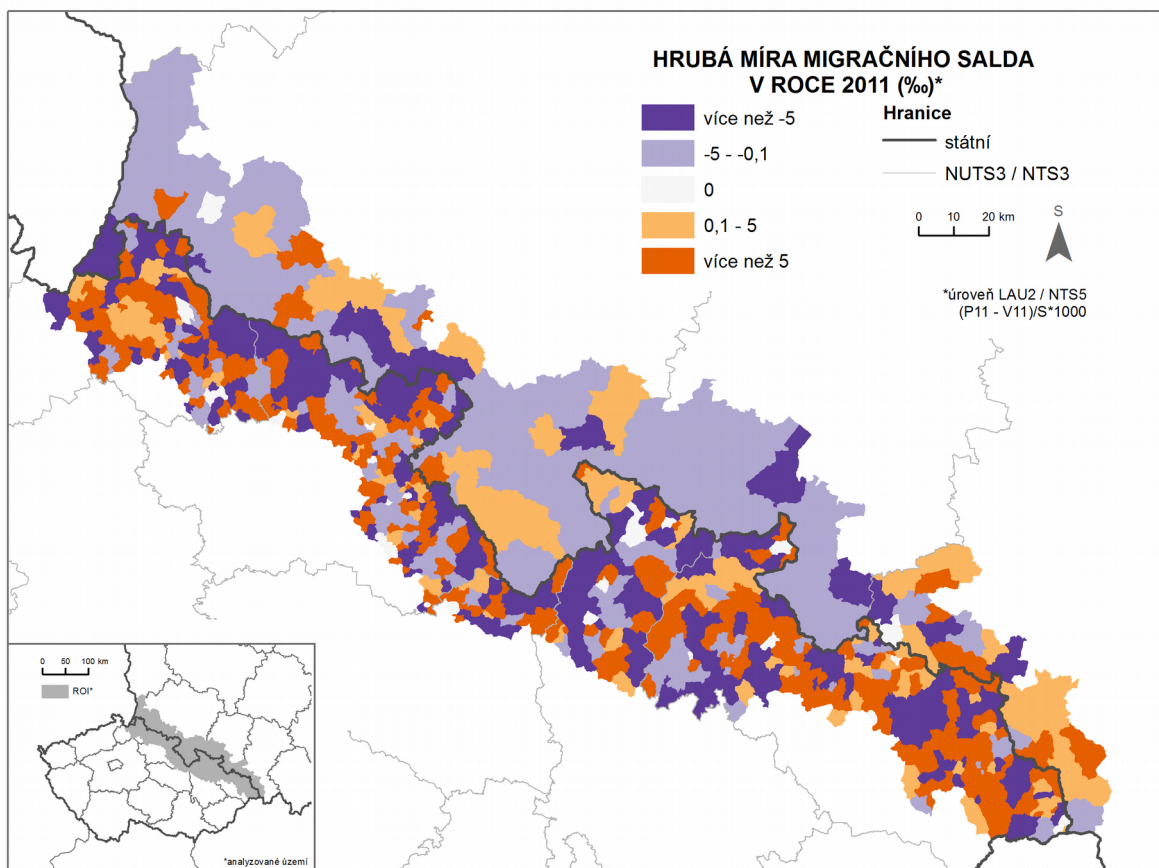 HRUBÁ MÍRA MIGRAČNÍHO SALDA
V ROCE 2011 (‰)*
více než -5
-5 - -0,1
0
0,1 - 5
více než 5
Hranice
státní
NUTS3 / NTS3
0 10 20 km
S
*úroveň LAU2 / NTS5
(P11 - V11)/S*1000
0 50 100 km
ROI*
*analyzované území